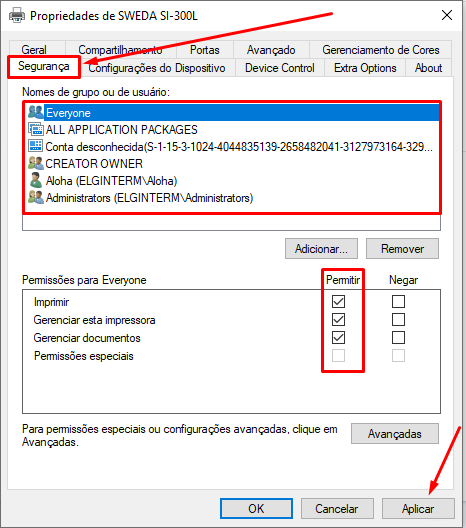 Propriedades de SWEDA SI-300L
Geral Compartilhamento Portas Avançado Gerenciamento de Cores
Segurança Configurações do Dispositivo Device Control Extra Options About
Nomes de grupo ou de usuário:
Everyone
ALL APPLICATION PACKAGES
Conta desconhecida(S-1-15-3-1024-4044835139-2658482041-3127973164-329...
CREATOR OWNER
Aloha (ELGINTERM\Aloha)
Administrators (ELGINTERM\Administrators)
Adicionar... Remover
Permissões para Everyone Permitir Negar
Imprimir
Gerenciar esta impressora
Gerenciar documentos
Permissões especiais
Para permissões especiais ou configurações avançadas, clique em
Avançadas.
Avançadas
OK Cancelar Aplicar